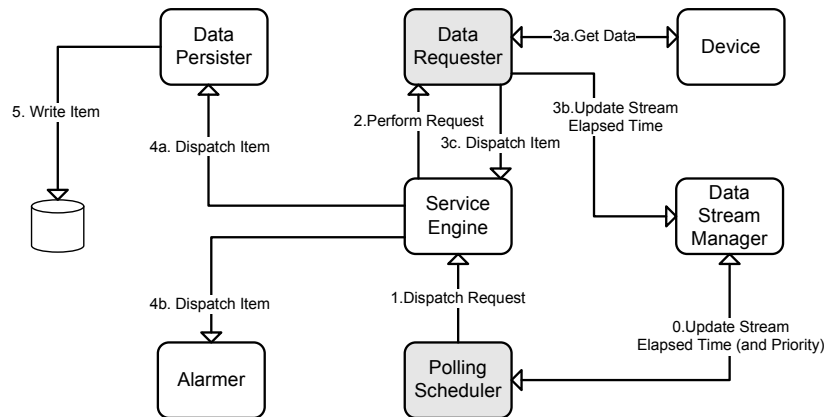 Data
Persister
Data
Requester
3a.Get Data
Device
5. Write Item
4a. Dispatch Item
2.Perform Request
3c. Dispatch Item
3b.Update Stream
Elapsed Time
Service
Engine
Data
Stream
Manager
4b. Dispatch Item
1.Dispatch Request
0.Update Stream
Elapsed Time (and Priority)
Alarmer
Polling
Scheduler